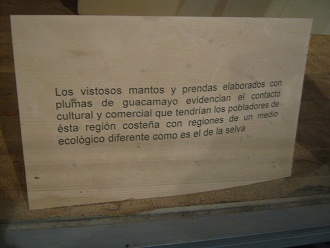 Los vistosos mantos y prendas elaborados con
plumas de guacamayo evidencian el contacto
cultural y comercial que tendrían los pobladores de
ésta región costeña con regiones de un medio
ecológico diferente como es el de la selva